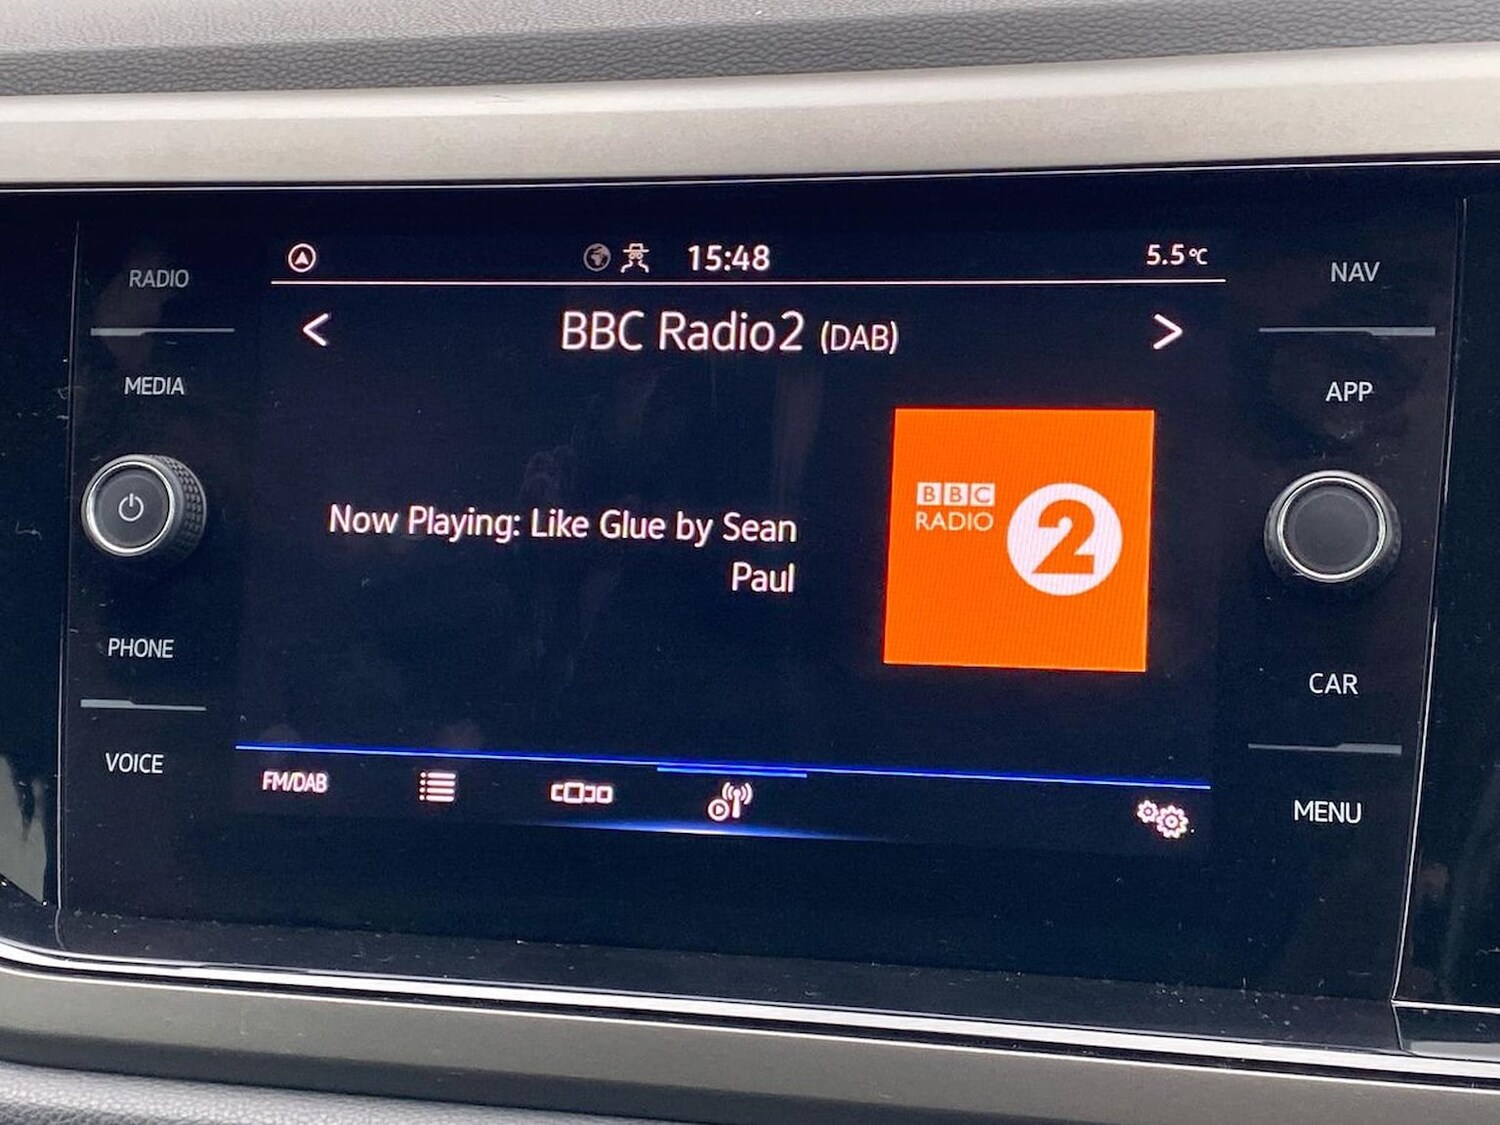 RADIO
MEDIA
PHONE
VOICE
15:48
5.5°C
< BBC Radio2 (DAB) >
Now Playing: Like Glue by Sean
Paul
BBC
RADIO
2
FM/DAB
NAV
APP
CAR
MENU